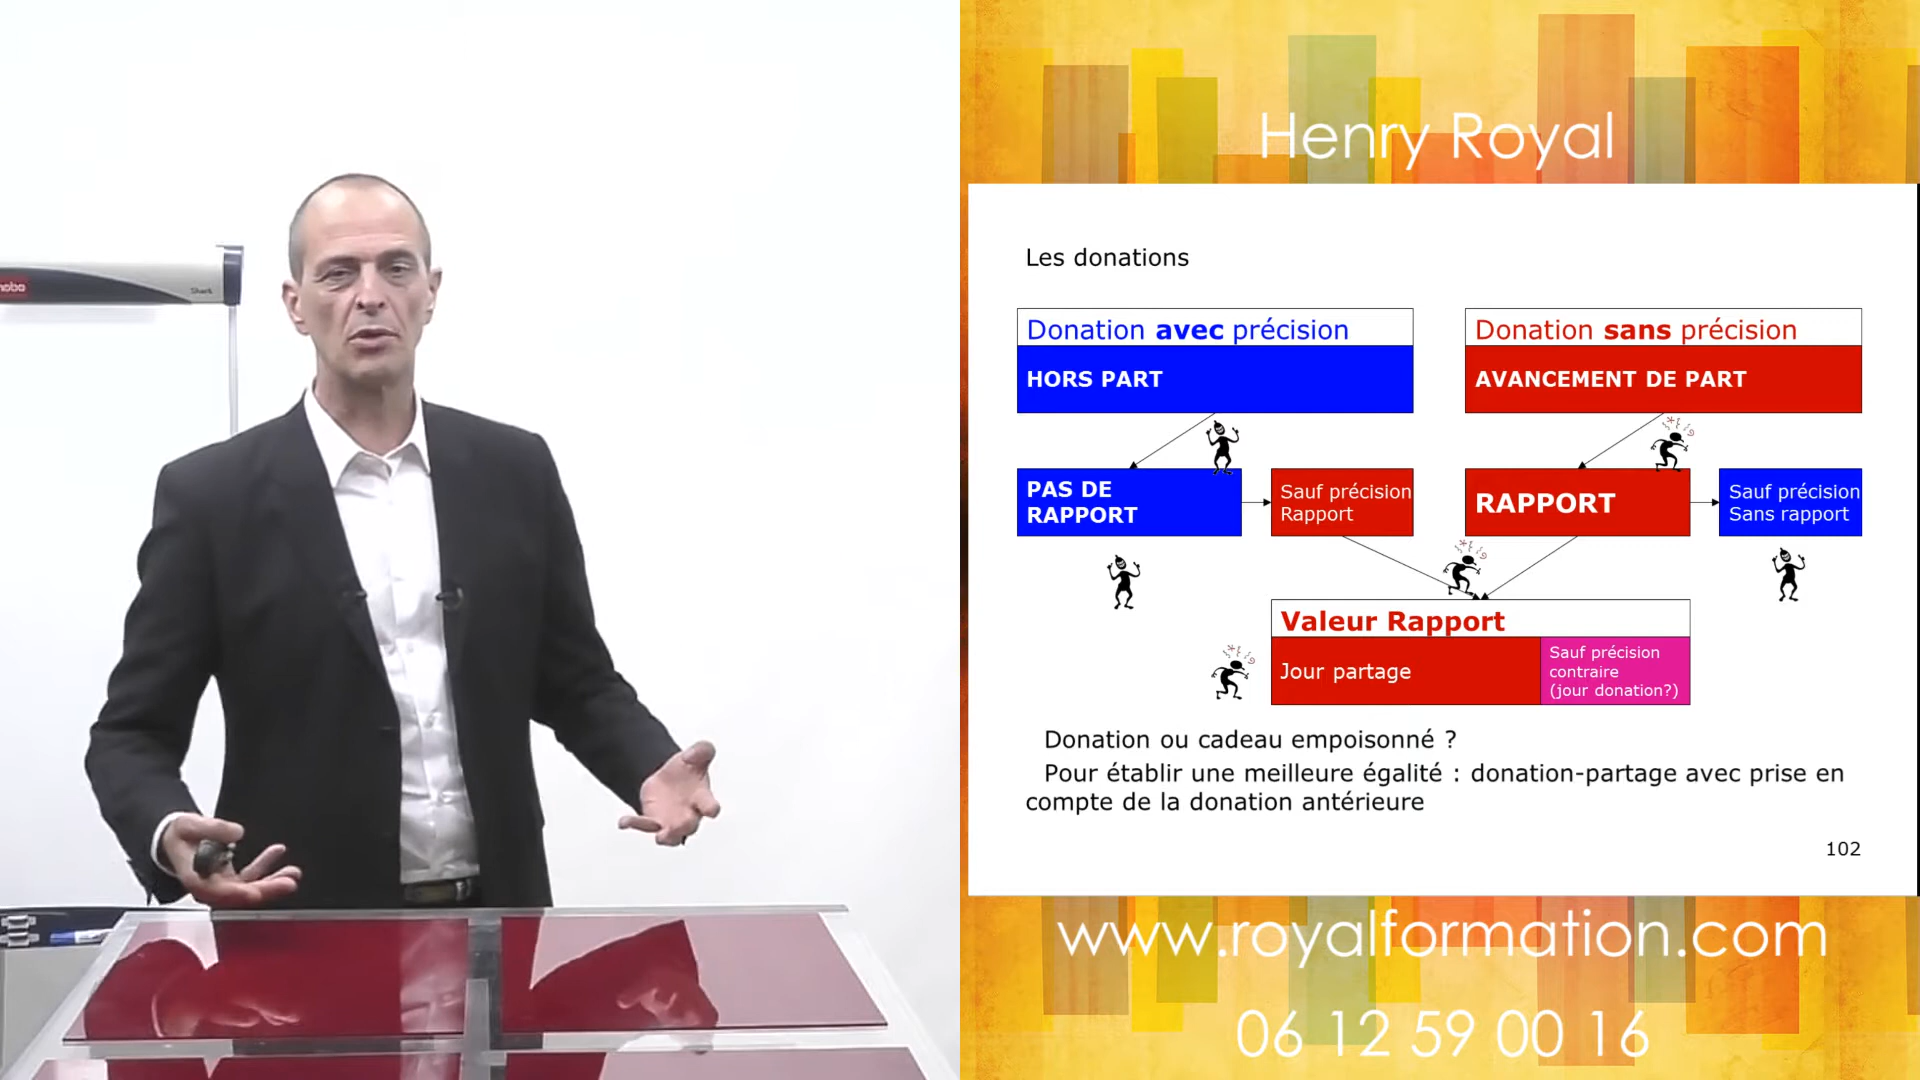 Henry Royal
Les donations
Donation avec précision
HORS PART
Donation sans précision
AVANCEMENT DE PART
PAS DE
RAPPORT
Sauf précision
Rapport
RAPPORT
Sauf précision
Sans rapport
Valeur Rapport
Jour partage
Sauf précision
contraire
(jour donation?)
Donation ou cadeau empoisonné ?
Pour établir une meilleure égalité : donation-partage avec prise en
compte de la donation antérieure
102
www.royalformation.com
06 12 59 00 16